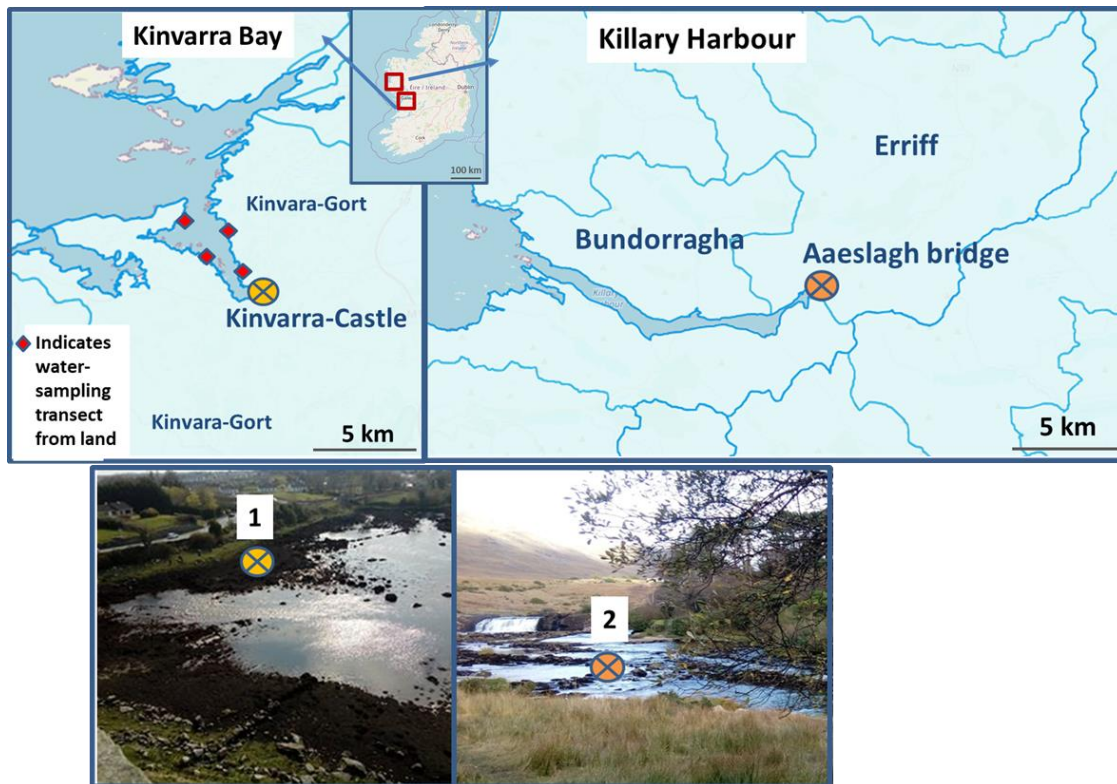 Kinvarra Bay
Killary Harbour
100 km
Erriff
Kinvara-Gort
Bundorragha
Aaeslagh bridge
Kinvarra-Castle
Indicates
water-
sampling
transect
from land
Kinvara-Gort
5 km
5 km
1
2